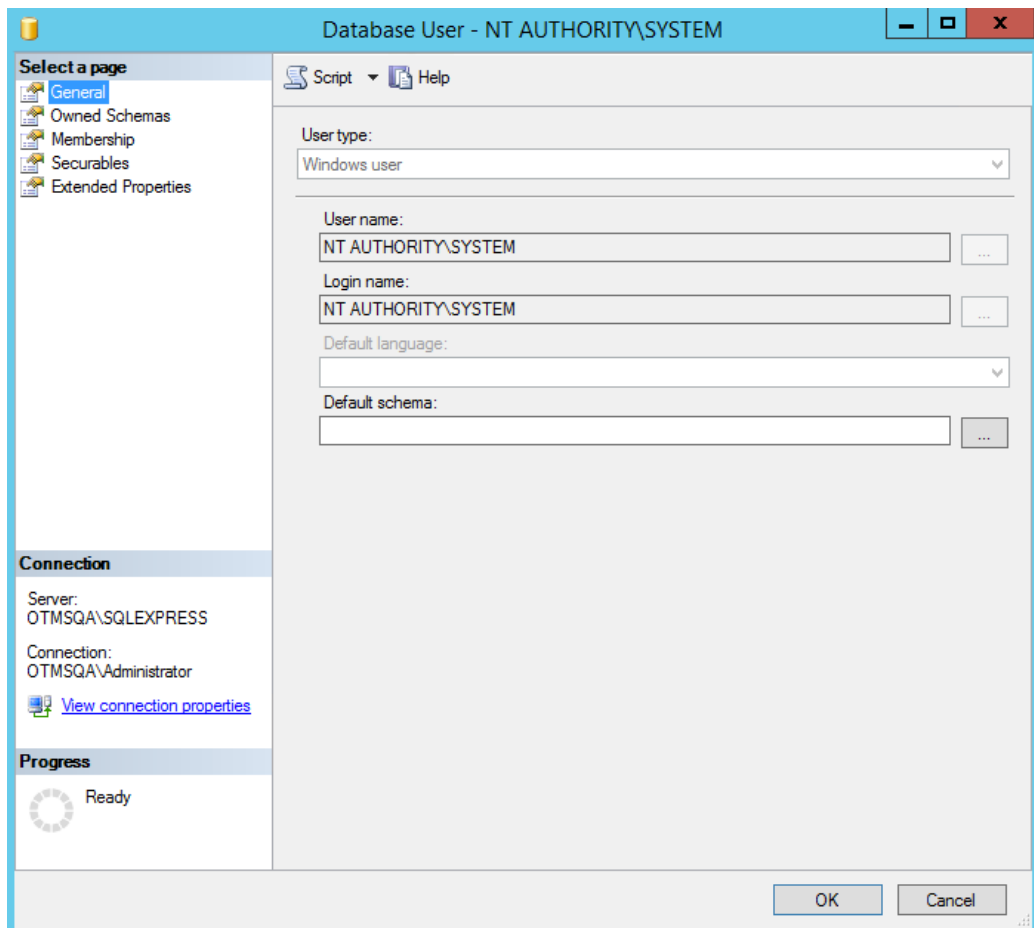 Database User - NT AUTHORITY\SYSTEM
Select a page
General
Owned Schemas
Membership
Securables
Extended Properties
Script
Help
User type:
Windows user
User name:
NT AUTHORITY\SYSTEM
...
Login name:
NT AUTHORITY\SYSTEM
...
Default language:
Default schema:
...
Connection
Server:
OTMSQA\SQLEXPRESS
Connection:
OTMSQA\Administrator
View connection properties
Progress
Ready
OK
Cancel